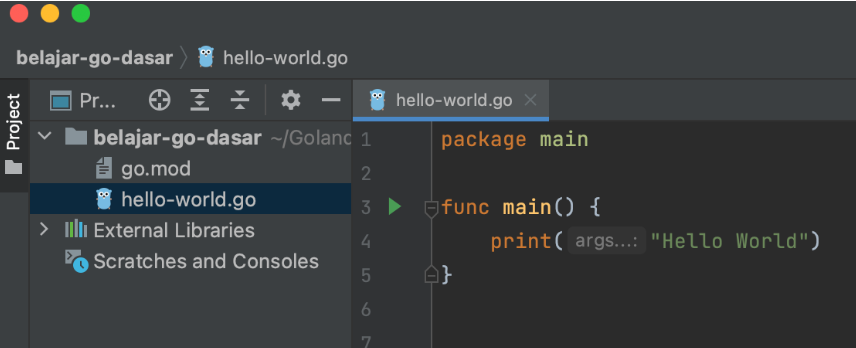 belajar-go-dasar 〉 hello-world.go
Project
Pr...
belajar-go-dasar ~/Goland
go.mod
hello-world.go
External Libraries
Scratches and Consoles
hello-world.go
1 package main
2
3 func main() {
4 print( args...: "Hello World")
5 }
6
7